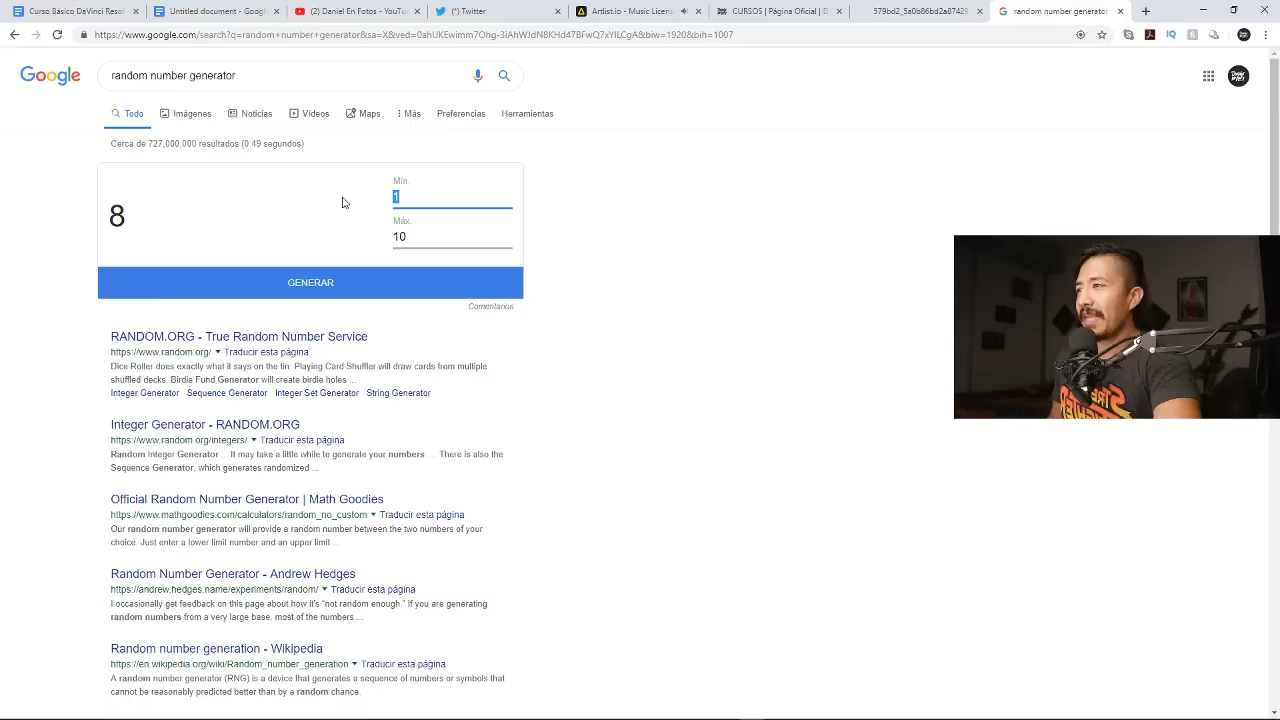 Curso Básico DaVinci Resol
Untitled document - Google
(2) Daniel En Fotos - YouTube
(*) Twitter
Artlist.io - Music Licens
CURSOS | Página Oficial | D
579bd2_5a0b86bd2a87429
random number generator
https://www.google.com/search?q=random+number+generator&sa=X&ved=
Google
random number generator
Todo
Imágenes
Noticias
Vídeos
Maps
Más
Preferencias
Herramientas
Cerca de 727,000,000 resultados (0.49 segundos)
Mín.
1
8
Máx.
10
GENERAR
Comentarios
RANDOM.ORG - True Random Number Service
https://www.random.org/ Traducir esta página
Dice Roller does exactly what it says on the tin. Playing Card Shuffler will draw cards from multiple
shuffled decks. Birdie Fund Generator will create birdie holes ...
Integer Generator Sequence Generator Integer Set Generator String Generator
Integer Generator - RANDOM.ORG
https://www.random.org/integers/ Traducir esta página
Random Integer Generator ... It may take a little while to generate your numbers. ... There is also the
Sequence Generator, which generates randomized ...
Official Random Number Generator | Math Goodies
https://www.mathgoodies.com/calculators/random_no_custom Traducir esta página
Our random number generator will provide a random number between the two numbers of your
choice. Just enter a lower limit number and an upper limit ...
Random Number Generator - Andrew Hedges
https://andrew.hedges.name/experiments/random/ Traducir esta página
I occasionally get feedback on this page about how it's "not random enough." If you are generating
random numbers from a very large base, most of the numbers ...
Random number generation - Wikipedia
https://en.wikipedia.org/wiki/Random_number_generation Traducir esta página
A random number generator (RNG) is a device that generates a sequence of numbers or symbols that
cannot be reasonably predicted better than by a random chance.